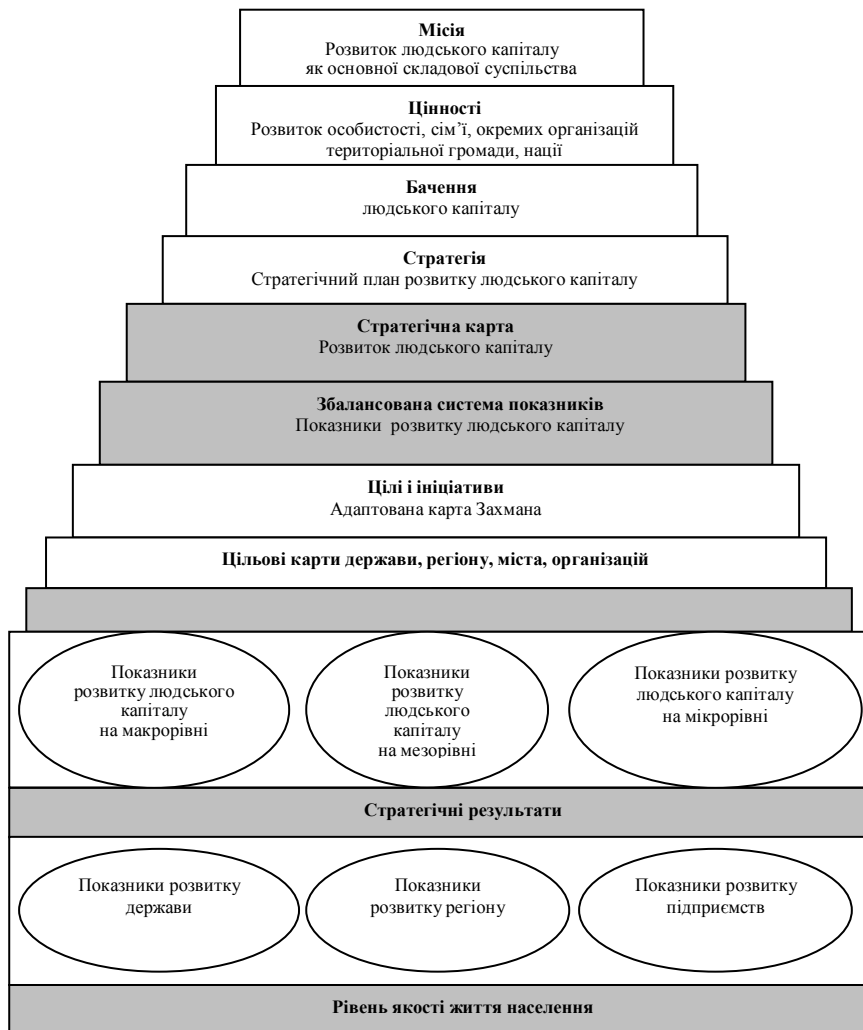 Місія
Розвиток людського капіталу
як основної складової суспільства
Цінності
Розвиток особистості, сім’ї, окремих організацій
територіальної громади, нації
Бачення
людського капіталу
Стратегія
Стратегічний план розвитку людського капіталу
Стратегічна карта
Розвиток людського капіталу
Збалансована система показників
Показники розвитку людського капіталу
Цілі і ініціативи
Адаптована карта Захмана
Цільові карти держави, регіону, міста, організацій
Показники
розвитку людського
капіталу
на макрорівні
Показники
розвитку
людського
капіталу
на мезорівні
Показники розвитку
людського капіталу
на мікрорівні
Стратегічні результати
Показники розвитку
держави
Показники
розвитку регіону
Показники розвитку
підприємств
Рівень якості життя населення